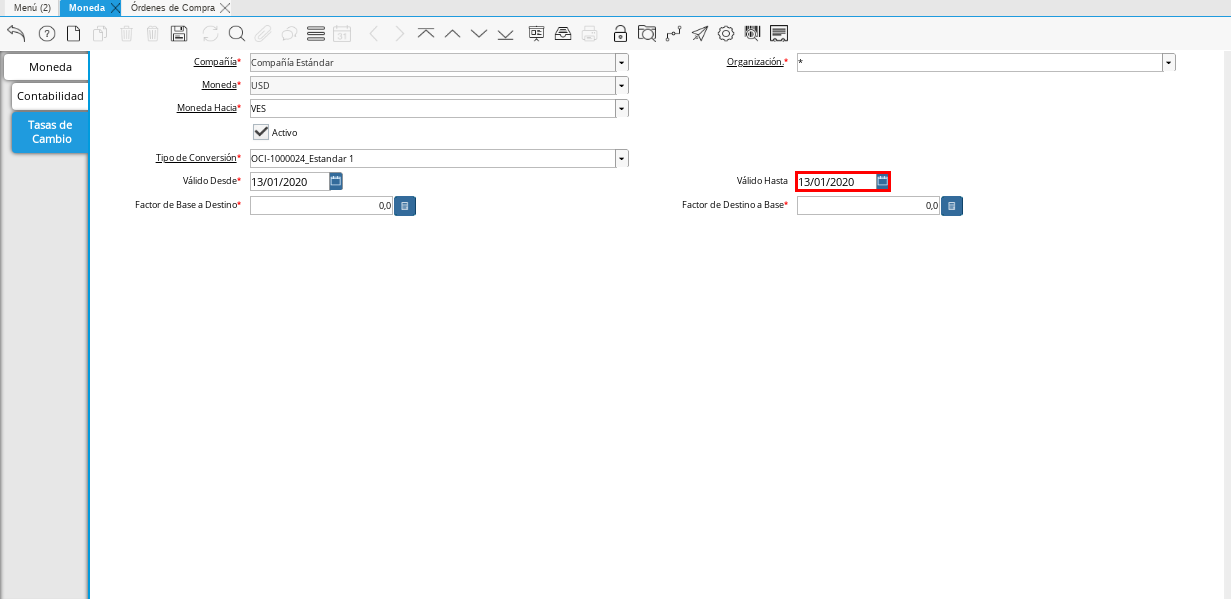 Menú (2) Moneda Órdenes de Compra
Moneda
Contabilidad
Tasas de Cambio
Compañía* Compañía Estándar Organización.* *
Moneda* USD
Moneda Hacia* VES
Activo
Tipo de Conversión* OCI-1000024_Estandar 1
Válido Desde* 13/01/2020 Válido Hasta 13/01/2020
Factor de Base a Destino* 0,0 Factor de Destino a Base* 0,0